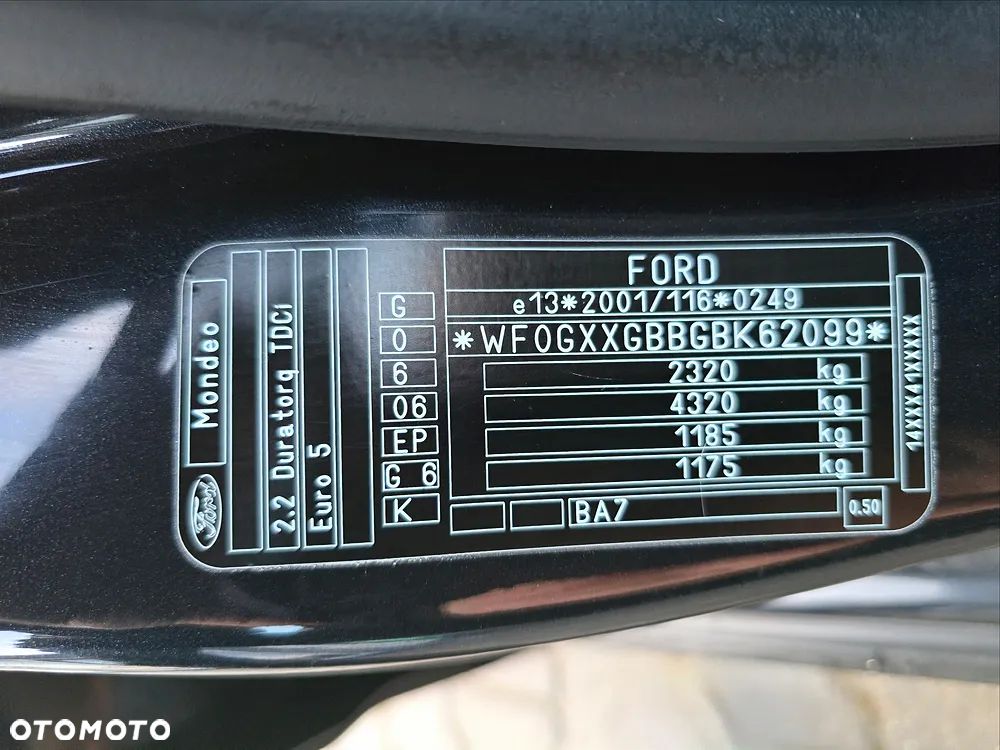 FORD
e13*2001/116*0249
*WF0GXXGBBGBK62099*
2320 kg
4320 kg
1185 kg
1175 kg
BA7
0.50
14XXX41XXXXX
G
0
6
06
EP
G 6
K
Mondeo
2.2 Duratorq TDCi
Euro 5
Ford
OTOMOTO